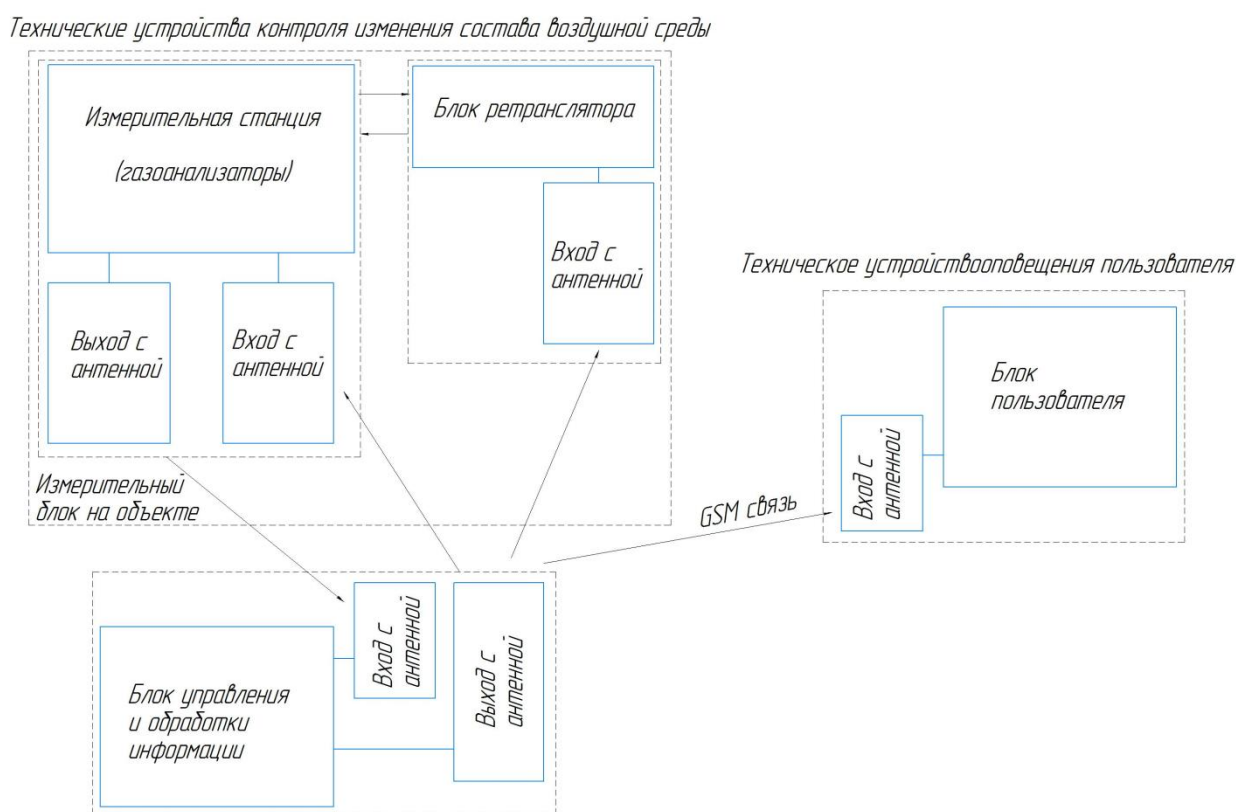 Технические устройства контроля изменения состава воздушной среды
Измерительная станция
(газоанализаторы)
Блок ретранслятора
Вход с
антенной
Выход с
антенной
Вход с
антенной
Измерительный
блок на объекте
Техническое устройствооповещения пользователя
Блок
пользователя
Вход с
антенной
GSM связь
Вход с
антенной
Выход с
антенной
Блок управления
и обработки
информации